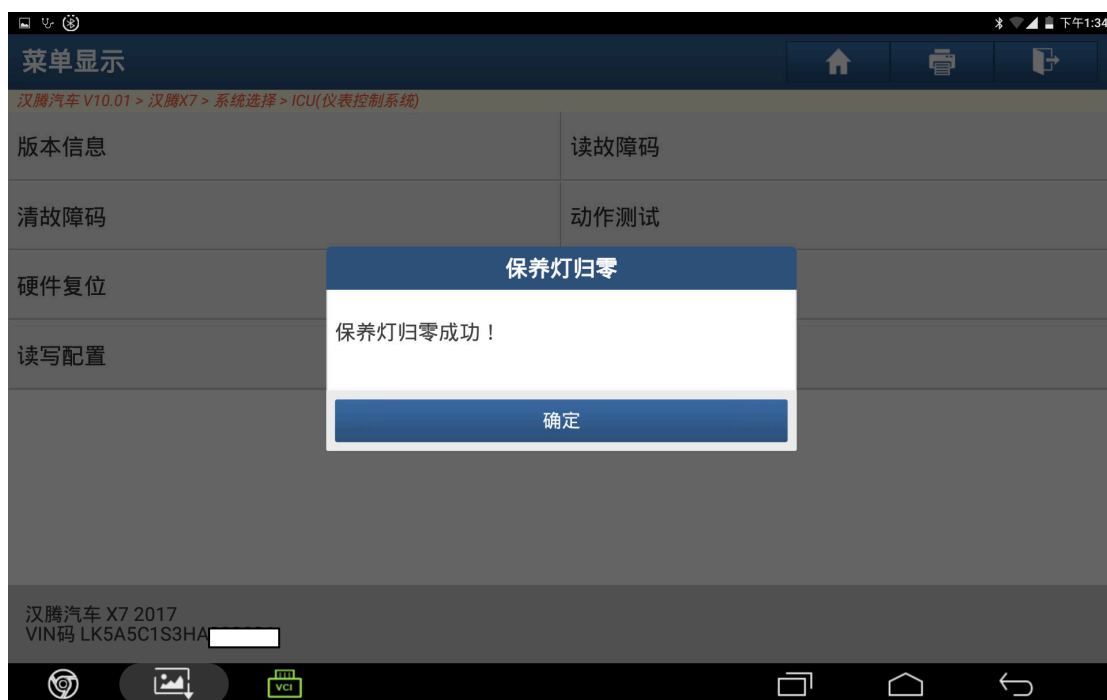 下午1:34
菜单显示
汉腾汽车 V10.01 > 汉腾X7 > 系统选择 > ICU(仪表控制系统)
版本信息
读故障码
清故障码
动作测试
硬件复位
读写配置
保养灯归零
保养灯归零成功！
确定
汉腾汽车 X7 2017
VIN码 LK5A5C1S3HA
VCI